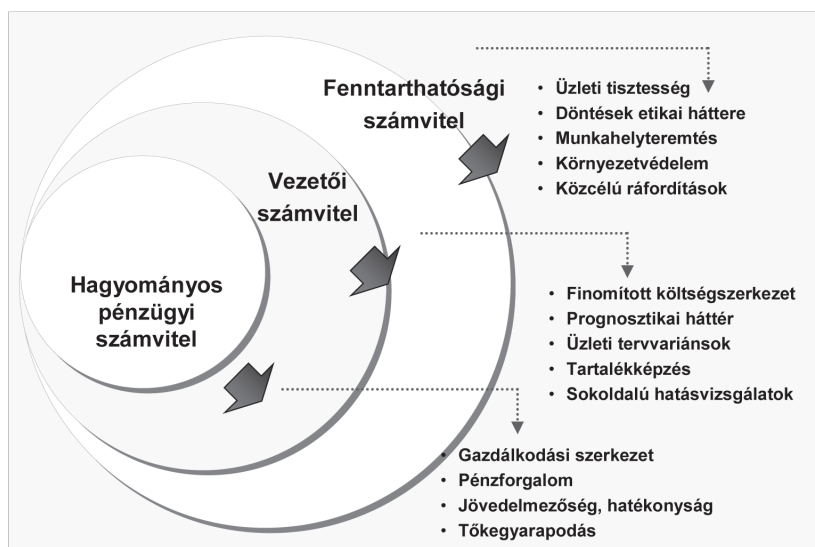 Fenntarthatósági
számvitel
• Üzleti tisztesség
• Döntések etikai háttere
• Munkahelyteremtés
• Környezetvédelem
• Közcélú ráfordítások
Vezetői
számvitel
• Finomított költségszerkezet
• Prognosztikai háttér
• Üzleti tervvariánsok
• Tartalékképzés
• Sokoldalú hatásvizsgálatok
Hagyományos
pénzügyi
számvitel
• Gazdálkodási szerkezet
• Pénzforgalom
• Jövedelmezőség, hatékonyság
• Tőkegyarapodás